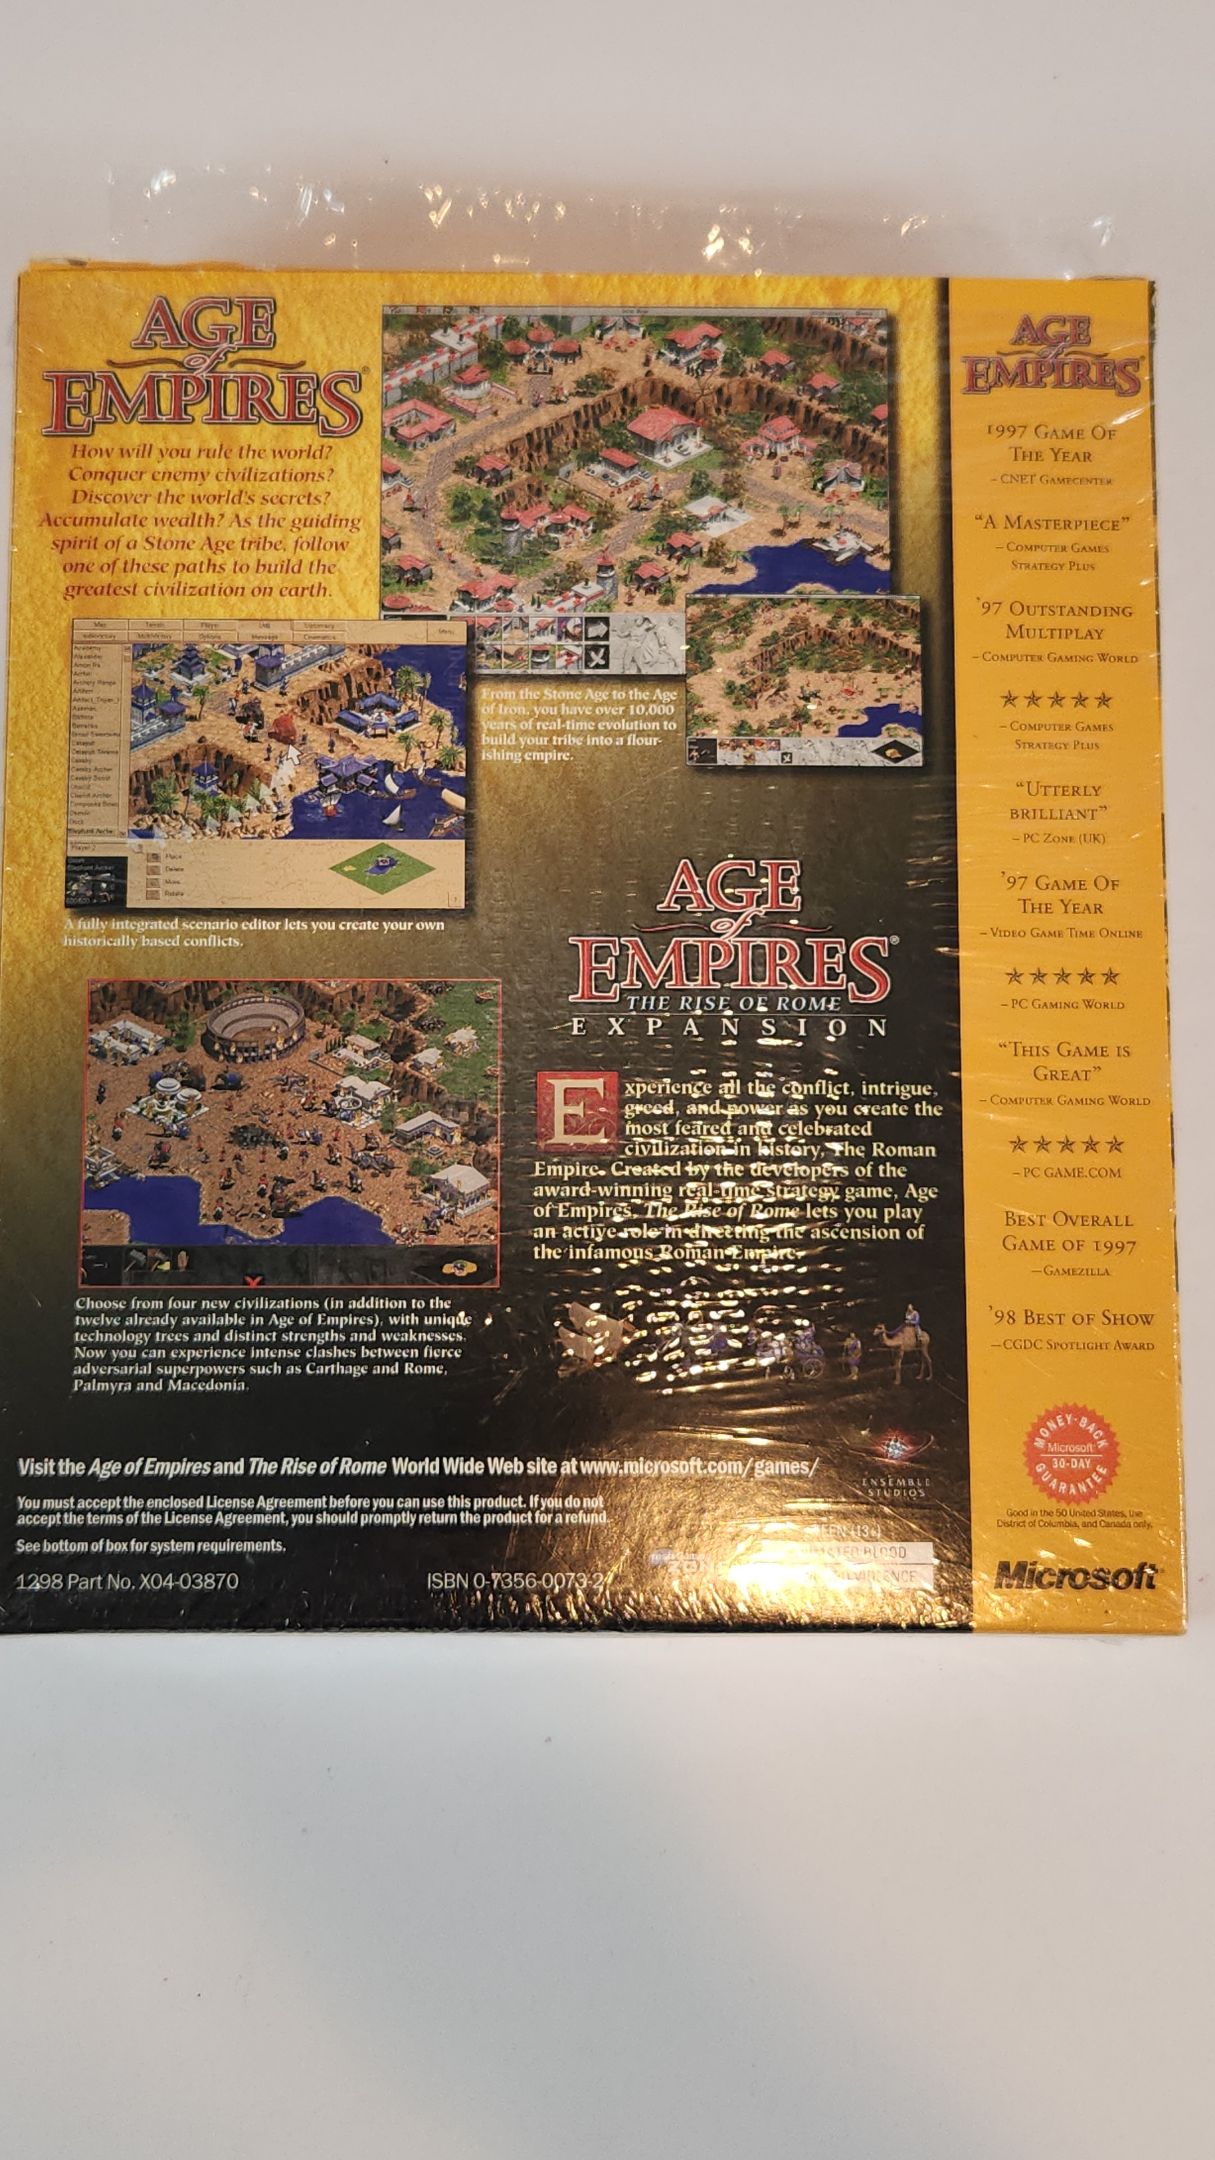 AGE
of
EMPIRES®
How will you rule the world?
Conquer enemy civilizations?
Discover the world's secrets?
Accumulate wealth? As the guiding
spirit of a Stone Age tribe, follow
one of these paths to build the
greatest civilization on earth.
From the Stone Age to the Age
of Iron, you have over 10,000
years of real-time evolution to
build your tribe into a flour-
ishing empire.
Place
Delete
Move
Rotate
A fully integrated scenario editor lets you create your own
historically based conflicts.
AGE
of
EMPIRES®
THE RISE OF ROME
EXPANSION
Experience all the conflict, intrigue,
greed, and power as you create the
most feared and celebrated
civilization in history, The Roman
Empire. Created by the developers of the
award-winning real-time strategy game, Age
of Empires, The Rise of Rome lets you play
an active role in directing the ascension of
the infamous Roman Empire.
Choose from four new civilizations (in addition to the
twelve already available in Age of Empires), with unique
technology trees and distinct strengths and weaknesses.
Now you can experience intense clashes between fierce
adversarial superpowers such as Carthage and Rome,
Palmyra and Macedonia.
Visit the Age of Empires and The Rise of Rome World Wide Web site at www.microsoft.com/games/
You must accept the enclosed License Agreement before you can use this product. If you do not
accept the terms of the License Agreement, you should promptly return the product for a refund.
See bottom of box for system requirements.
1298 Part No. X04-03870
ISBN 0-7356-0073-2
ENSEMBLE
STUDIOS
BLOOD
VIOLENCE
AGE
of
EMPIRES®
1997 GAME OF
THE YEAR
– CNET GAMECENTER
“A MASTERPIECE”
– COMPUTER GAMES
STRATEGY PLUS
'97 OUTSTANDING
MULTIPLAY
– COMPUTER GAMING WORLD
★★★★★
– COMPUTER GAMES
STRATEGY PLUS
“UTTERLY
BRILLIANT”
– PC ZONE (UK)
'97 GAME OF
THE YEAR
– VIDEO GAME TIME ONLINE
★★★★★
– PC GAMING WORLD
“THIS GAME IS
GREAT”
– COMPUTER GAMING WORLD
★★★★★
– PC GAME.COM
BEST OVERALL
GAME OF 1997
– GAMEZILLA
'98 BEST OF SHOW
– CGDC SPOTLIGHT AWARD
MONEY-BACK
Microsoft
30-DAY
GUARANTEE
Good in the 50 United States, the
District of Columbia, and Canada only.
Microsoft